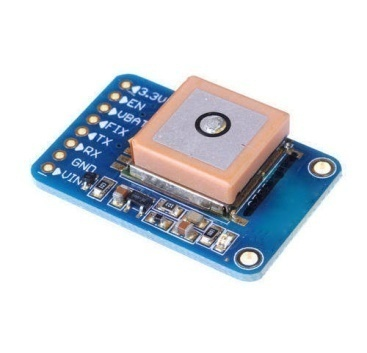 3.3V
EN
VBAT
FIX
TX
RX
GND
VIN